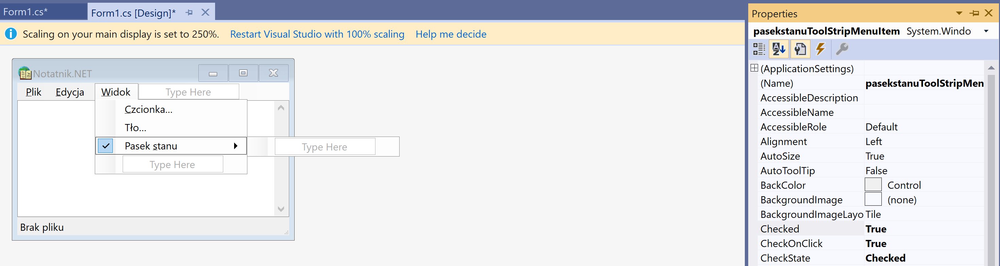 Form1.cs*
Form1.cs [Design]*
Scaling on your main display is set to 250%. Restart Visual Studio with 100% scaling Help me decide
Notatnik.NET
Plik Edycja Widok Type Here
Czcionka...
Tło...
Pasek stanu
Type Here
Type Here
Brak pliku
Properties
pasekstanuToolStripMenuItem System.Windo
(ApplicationSettings)
(Name) pasekstanuToolStripMen
AccessibleDescription
AccessibleName
AccessibleRole Default
Alignment Left
AutoSize True
AutoToolTip False
BackColor Control
BackgroundImage (none)
BackgroundImageLayo Tile
Checked True
CheckOnClick True
CheckState Checked